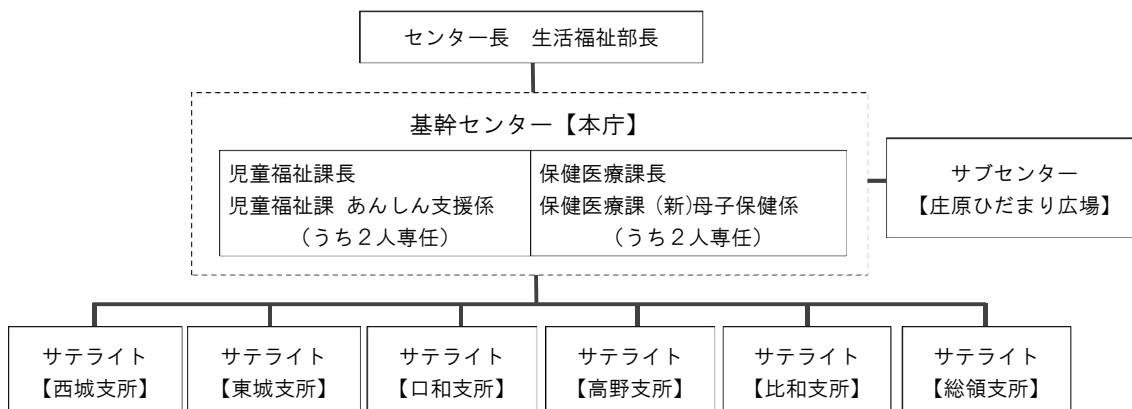 センター長　生活福祉部長
基幹センター【本庁】
児童福祉課長
児童福祉課 あんしん支援係
（うち２人専任）
保健医療課長
保健医療課 (新)母子保健係
（うち２人専任）
サブセンター
【庄原ひだまり広場】
サテライト
【西城支所】
サテライト
【東城支所】
サテライト
【口和支所】
サテライト
【高野支所】
サテライト
【比和支所】
サテライト
【総領支所】